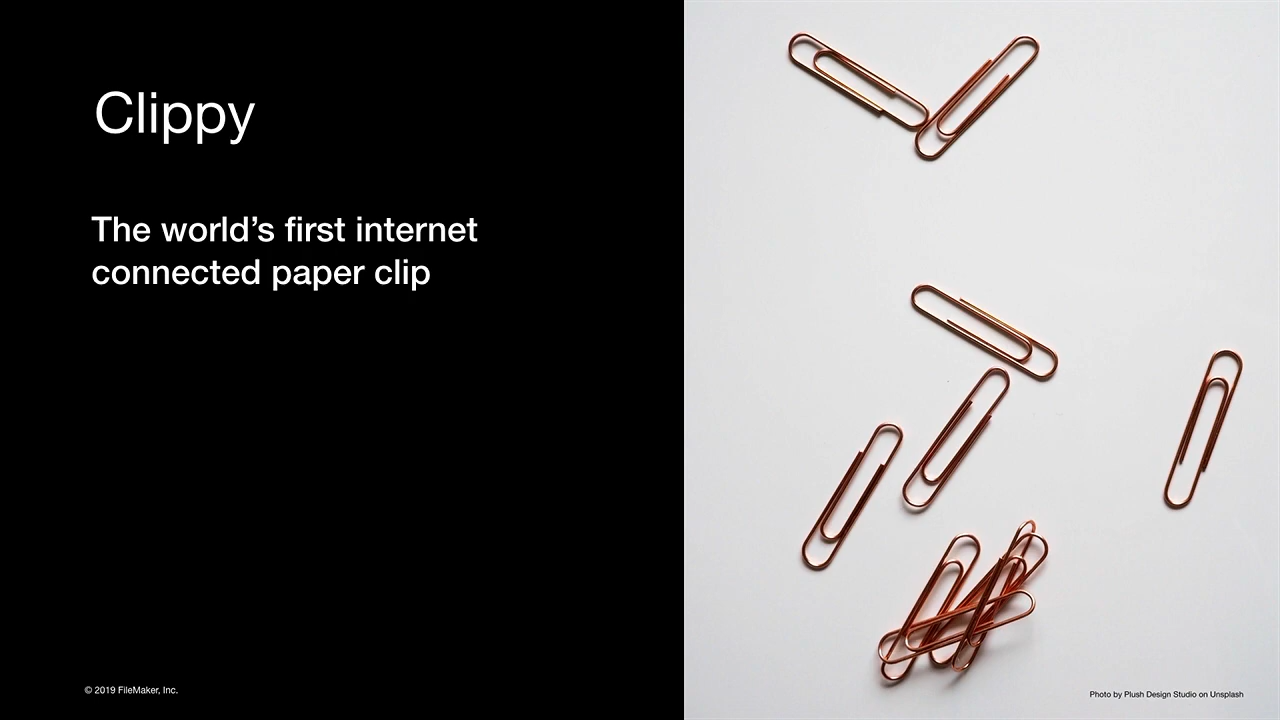 Clippy
The world’s first internet
connected paper clip
© 2019 FileMaker, Inc.
Photo by Plush Design Studio on Unsplash